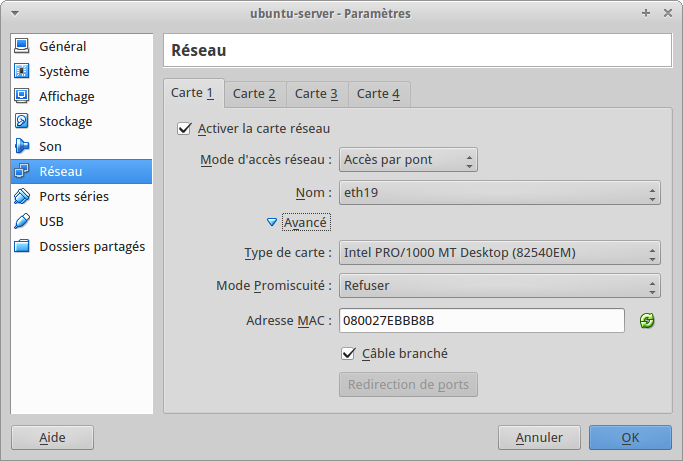 ubuntu-server - Paramètres
Général
Système
Affichage
Stockage
Son
Réseau
Ports séries
USB
Dossiers partagés
Réseau
Carte 1 Carte 2 Carte 3 Carte 4
Activer la carte réseau
Mode d'accès réseau : Accès par pont
Nom : eth19
Avancé
Type de carte : Intel PRO/1000 MT Desktop (82540EM)
Mode Promiscuité : Refuser
Adresse MAC : 080027EBBB8B
Câble branché
Redirection de ports
Aide Annuler OK